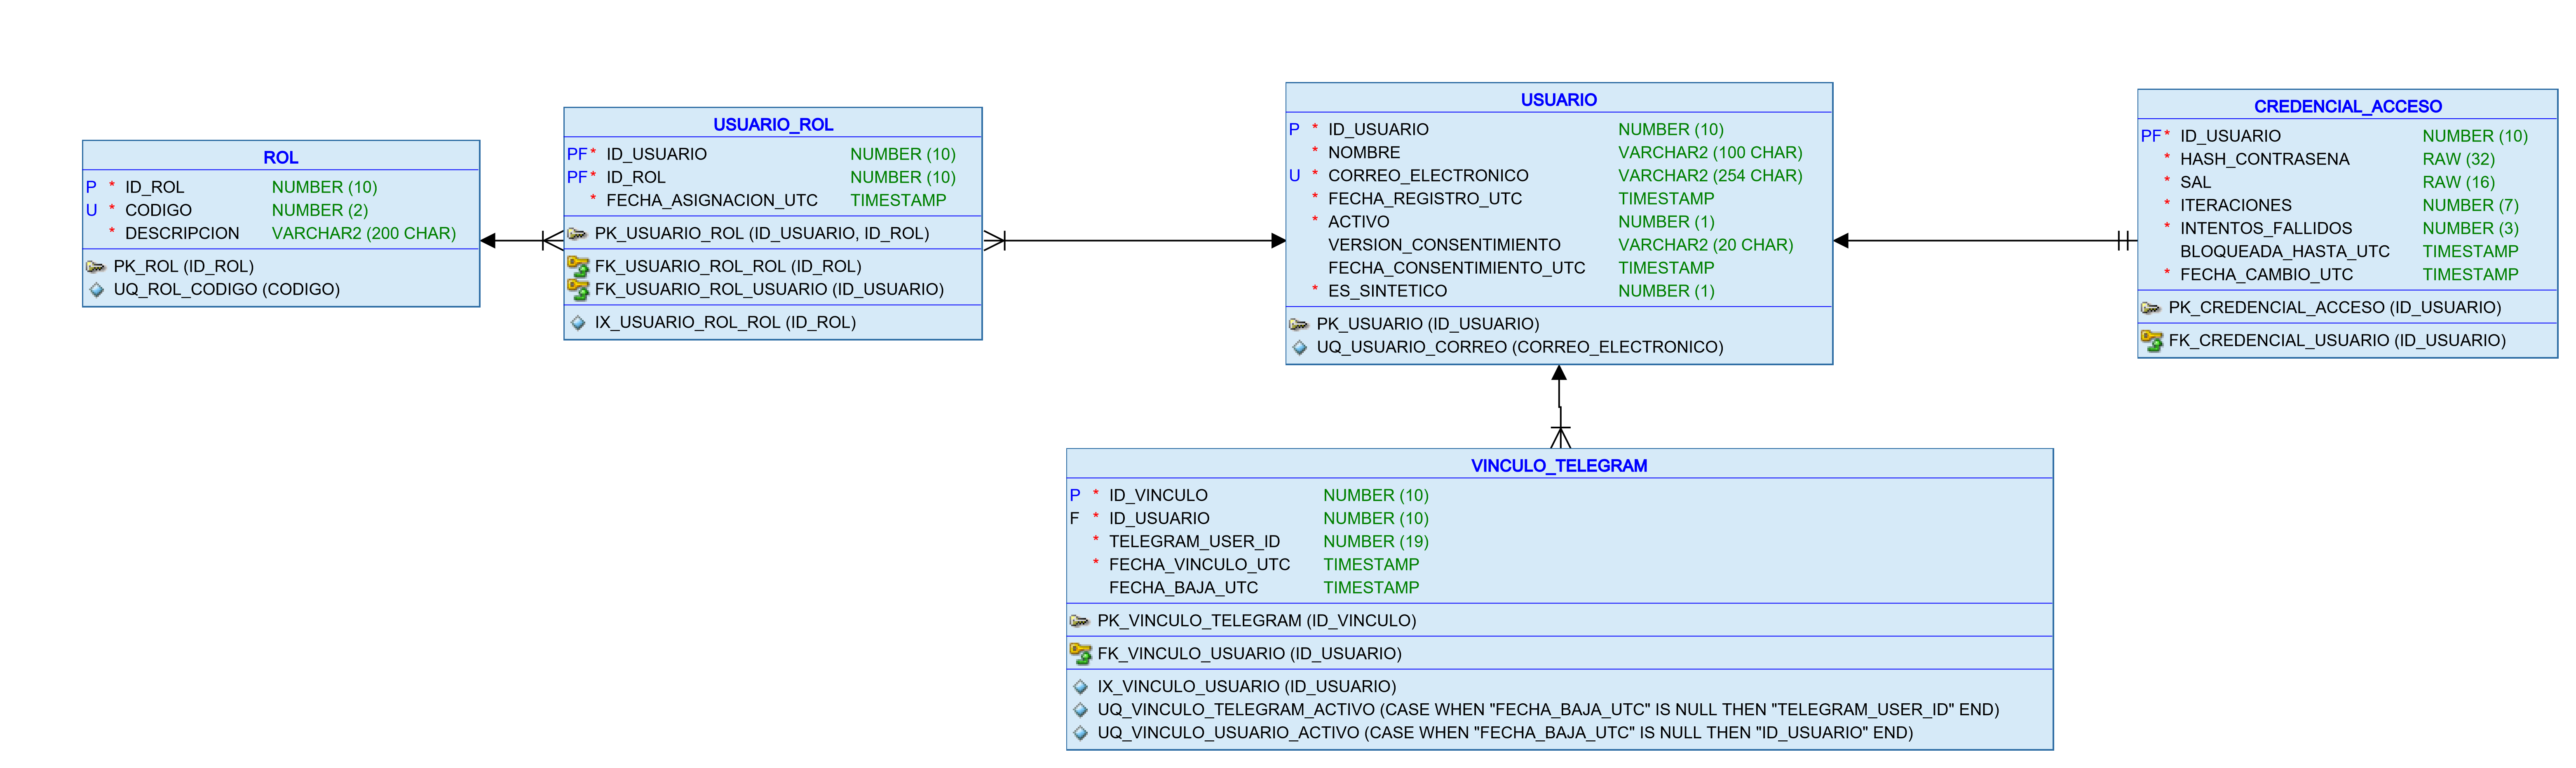 ROL
P * ID_ROL NUMBER (10)
U * CODIGO NUMBER (2)
* DESCRIPCION VARCHAR2 (200 CHAR)
PK_ROL (ID_ROL)
UQ_ROL_CODIGO (CODIGO)
USUARIO_ROL
PF * ID_USUARIO NUMBER (10)
PF * ID_ROL NUMBER (10)
* FECHA_ASIGNACION_UTC TIMESTAMP
PK_USUARIO_ROL (ID_USUARIO, ID_ROL)
FK_USUARIO_ROL_ROL (ID_ROL)
FK_USUARIO_ROL_USUARIO (ID_USUARIO)
IX_USUARIO_ROL_ROL (ID_ROL)
USUARIO
P * ID_USUARIO NUMBER (10)
* NOMBRE VARCHAR2 (100 CHAR)
U * CORREO_ELECTRONICO VARCHAR2 (254 CHAR)
* FECHA_REGISTRO_UTC TIMESTAMP
* ACTIVO NUMBER (1)
VERSION_CONSENTIMIENTO VARCHAR2 (20 CHAR)
FECHA_CONSENTIMIENTO_UTC TIMESTAMP
* ES_SINTETICO NUMBER (1)
PK_USUARIO (ID_USUARIO)
UQ_USUARIO_CORREO (CORREO_ELECTRONICO)
CREDENCIAL_ACCESO
PF * ID_USUARIO NUMBER (10)
* HASH_CONTRASENA RAW (32)
* SAL RAW (16)
* ITERACIONES NUMBER (7)
* INTENTOS_FALLIDOS NUMBER (3)
BLOQUEADA_HASTA_UTC TIMESTAMP
* FECHA_CAMBIO_UTC TIMESTAMP
PK_CREDENCIAL_ACCESO (ID_USUARIO)
FK_CREDENCIAL_USUARIO (ID_USUARIO)
VINCULO_TELEGRAM
P * ID_VINCULO NUMBER (10)
F * ID_USUARIO NUMBER (10)
* TELEGRAM_USER_ID NUMBER (19)
* FECHA_VINCULO_UTC TIMESTAMP
FECHA_BAJA_UTC TIMESTAMP
PK_VINCULO_TELEGRAM (ID_VINCULO)
FK_VINCULO_USUARIO (ID_USUARIO)
IX_VINCULO_USUARIO (ID_USUARIO)
UQ_VINCULO_TELEGRAM_ACTIVO (CASE WHEN "FECHA_BAJA_UTC" IS NULL THEN "TELEGRAM_USER_ID" END)
UQ_VINCULO_USUARIO_ACTIVO (CASE WHEN "FECHA_BAJA_UTC" IS NULL THEN "ID_USUARIO" END)